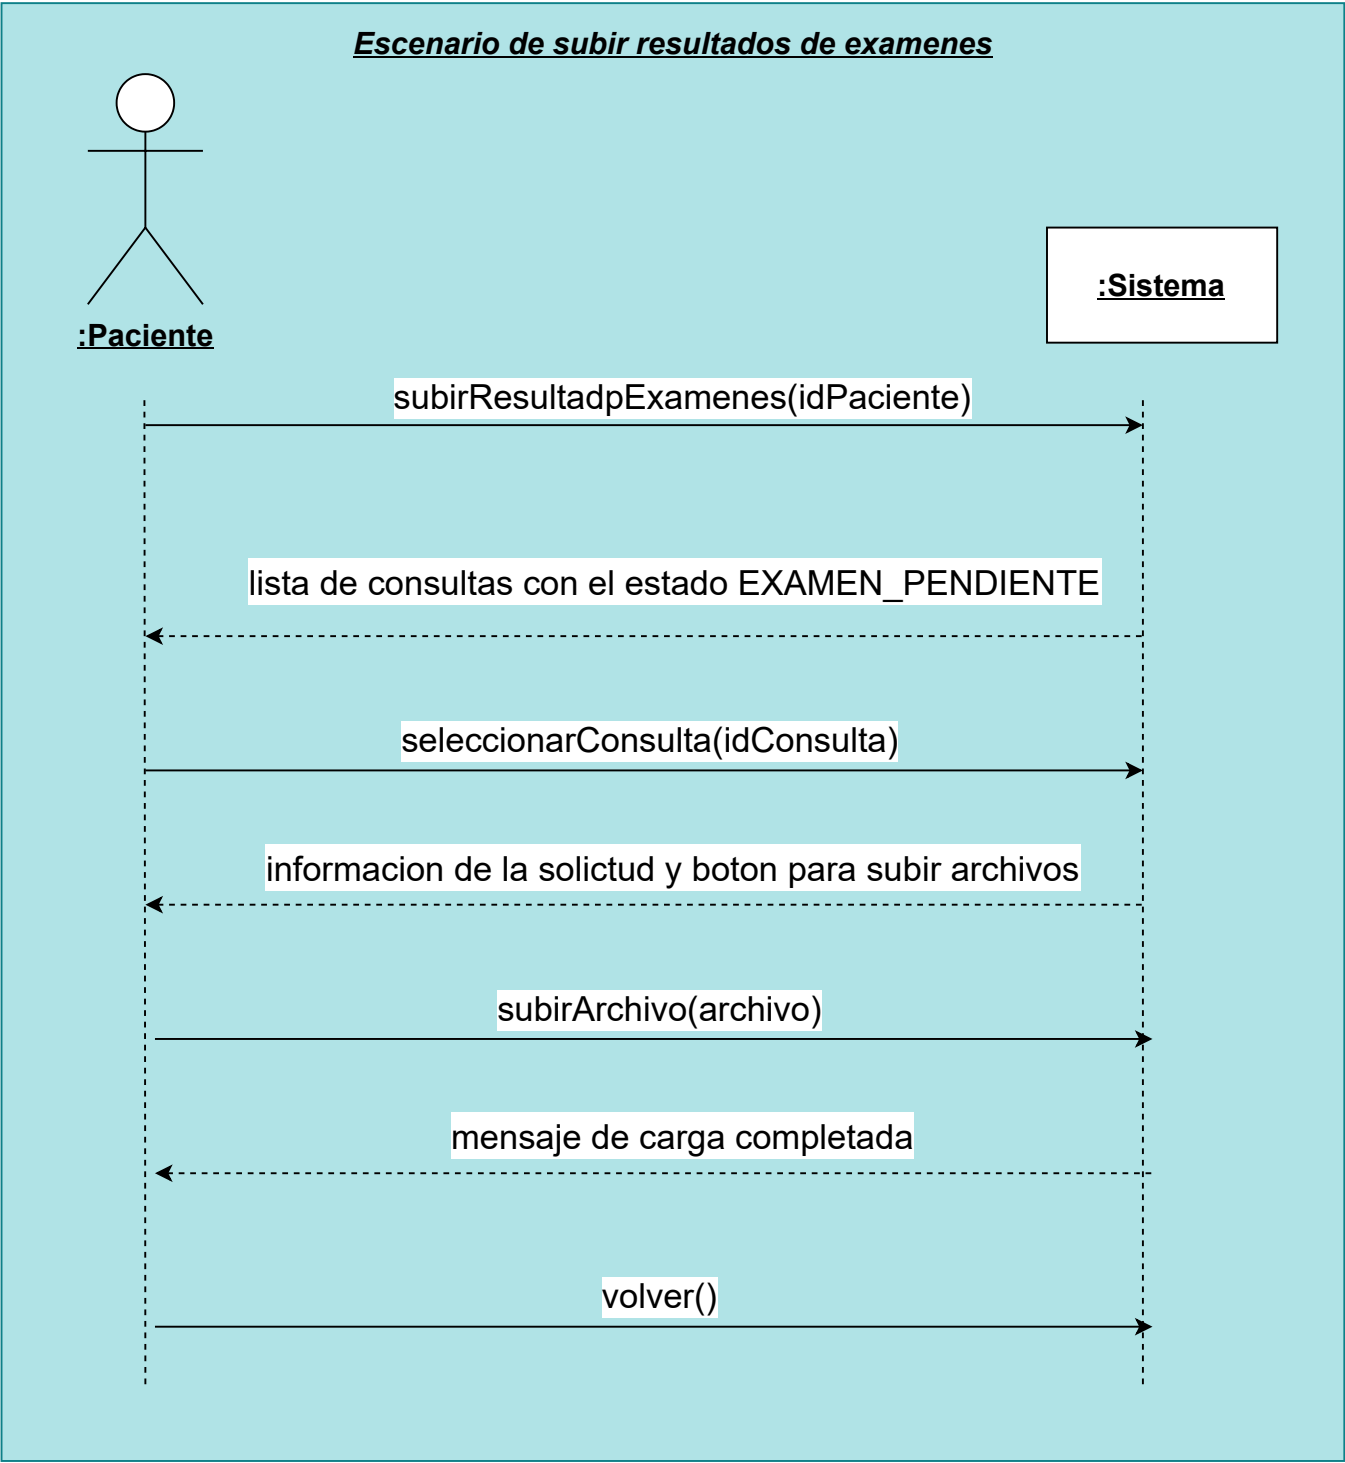 Escenario de subir resultados de examenes
:Paciente
:Sistema
subirResultadpExamenes(idPaciente)
lista de consultas con el estado EXAMEN_PENDIENTE
seleccionarConsulta(idConsulta)
informacion de la solictud y boton para subir archivos
subirArchivo(archivo)
mensaje de carga completada
volver()